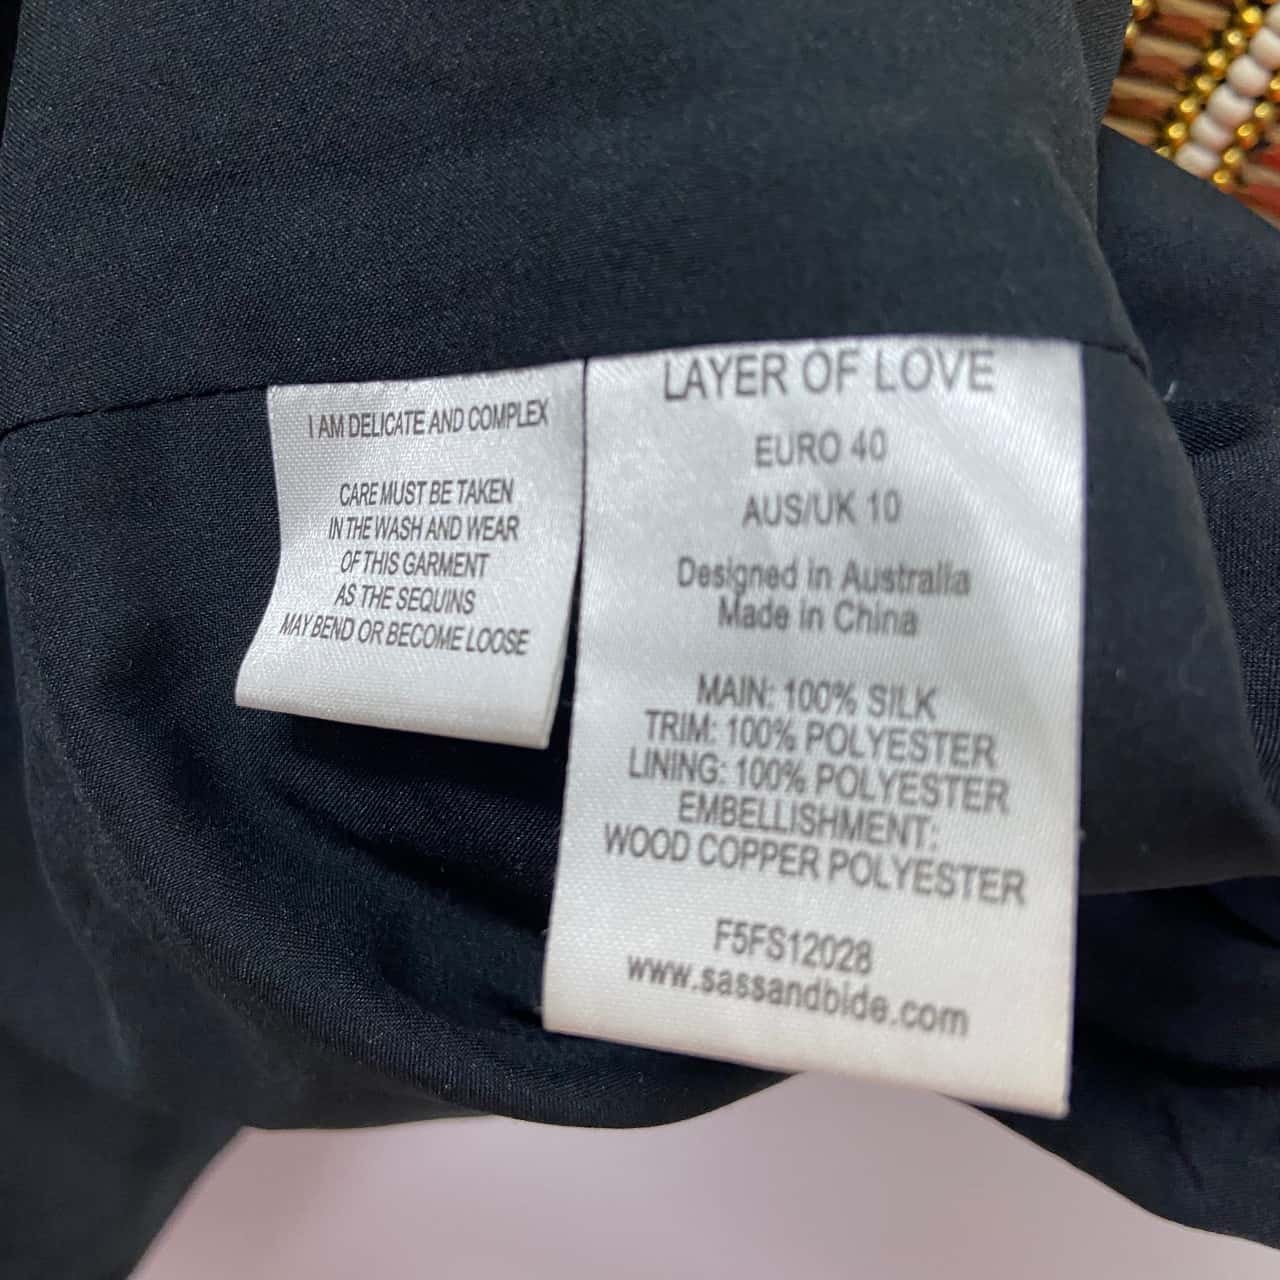 I AM DELICATE AND COMPLEX
CARE MUST BE TAKEN
IN THE WASH AND WEAR
OF THIS GARMENT
AS THE SEQUINS
MAY BEND OR BECOME LOOSE
LAYER OF LOVE
EURO 40
AUS/UK 10
Designed in Australia
Made in China
MAIN: 100% SILK
TRIM: 100% POLYESTER
LINING: 100% POLYESTER
EMBELLISHMENT:
WOOD COPPER POLYESTER
F5FS12028
www.sassandbide.com